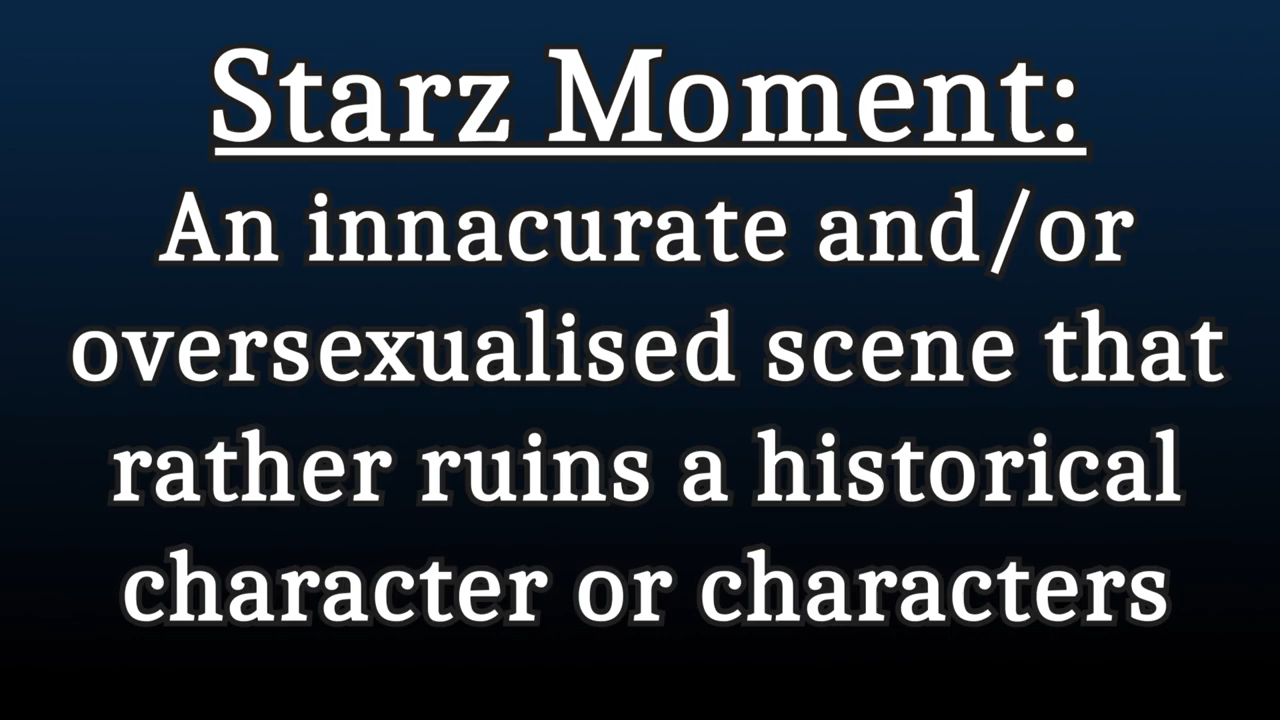 Starz Moment:
An innacurate and/or
oversexualised scene that
rather ruins a historical
character or characters